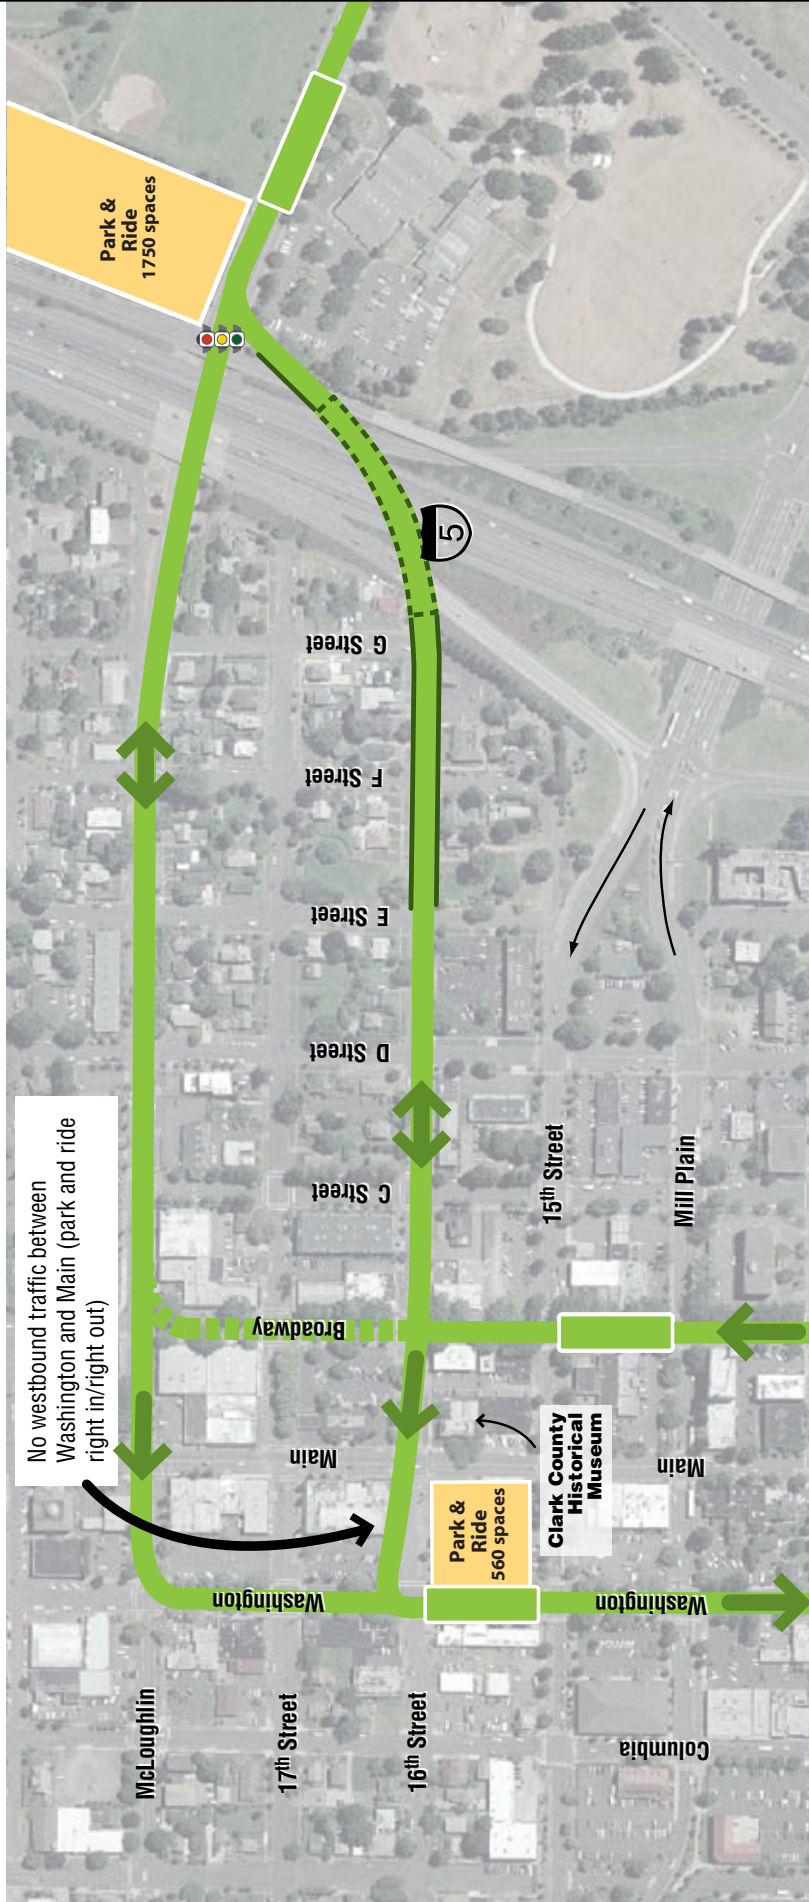 Park &
Ride
1750 spaces
5
G Street
F Street
E Street
D Street
C Street
15th Street
Mill Plain
No westbound traffic between
Washington and Main (park and ride
right in/right out)
Broadway
Main
Main
Clark County
Historical
Museum
Park &
Ride
560 spaces
Washington
Washington
McLoughlin
17th Street
16th Street
Columbia